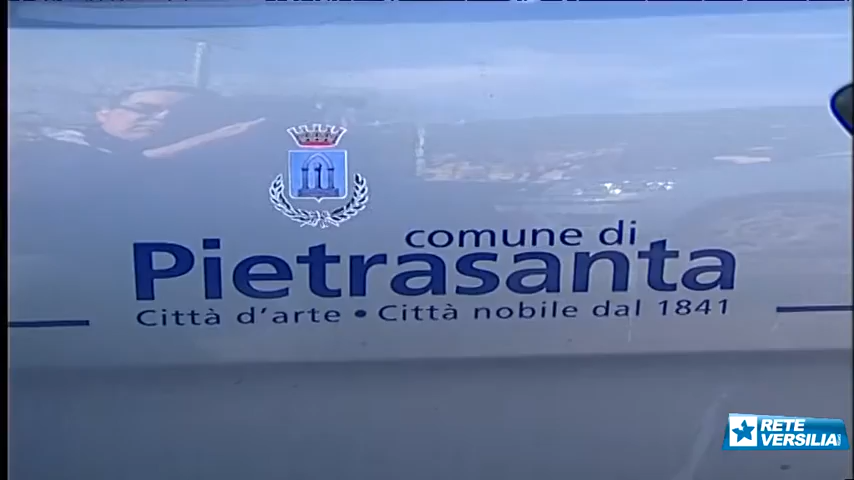 comune di
Pietrasanta
Città d'arte • Città nobile dal 1841
RETE
VERSILIA